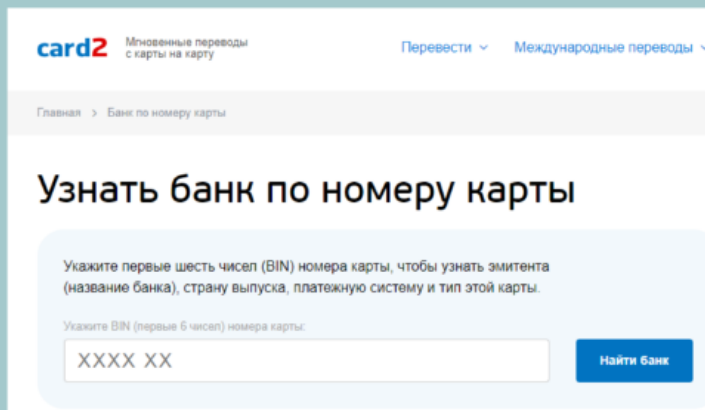 card2 Мгновенные переводы
с карты на карту
Перевести Международные переводы
Главная > Банк по номеру карты
Узнать банк по номеру карты
Укажите первые шесть чисел (BIN) номера карты, чтобы узнать эмитента
(название банка), страну выпуска, платежную систему и тип этой карты.
Укажите BIN (первые 6 чисел) номера карты:
XXXX XX Найти банк